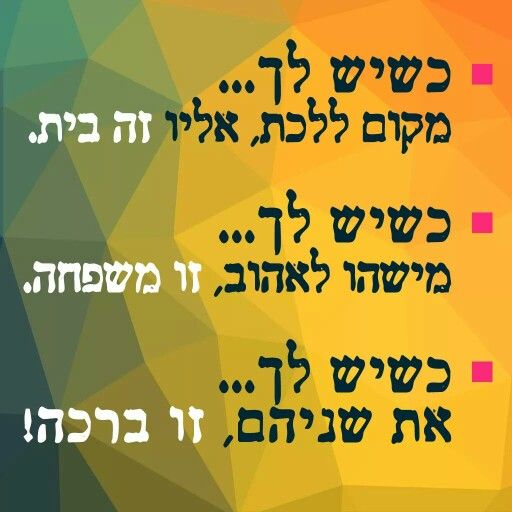 כשיש לך...
מקום ללכת, אליו זה בית.
כשיש לך...
מישהו לאהוב, זו משפחה.
כשיש לך...
את שניהם, זו ברכה!